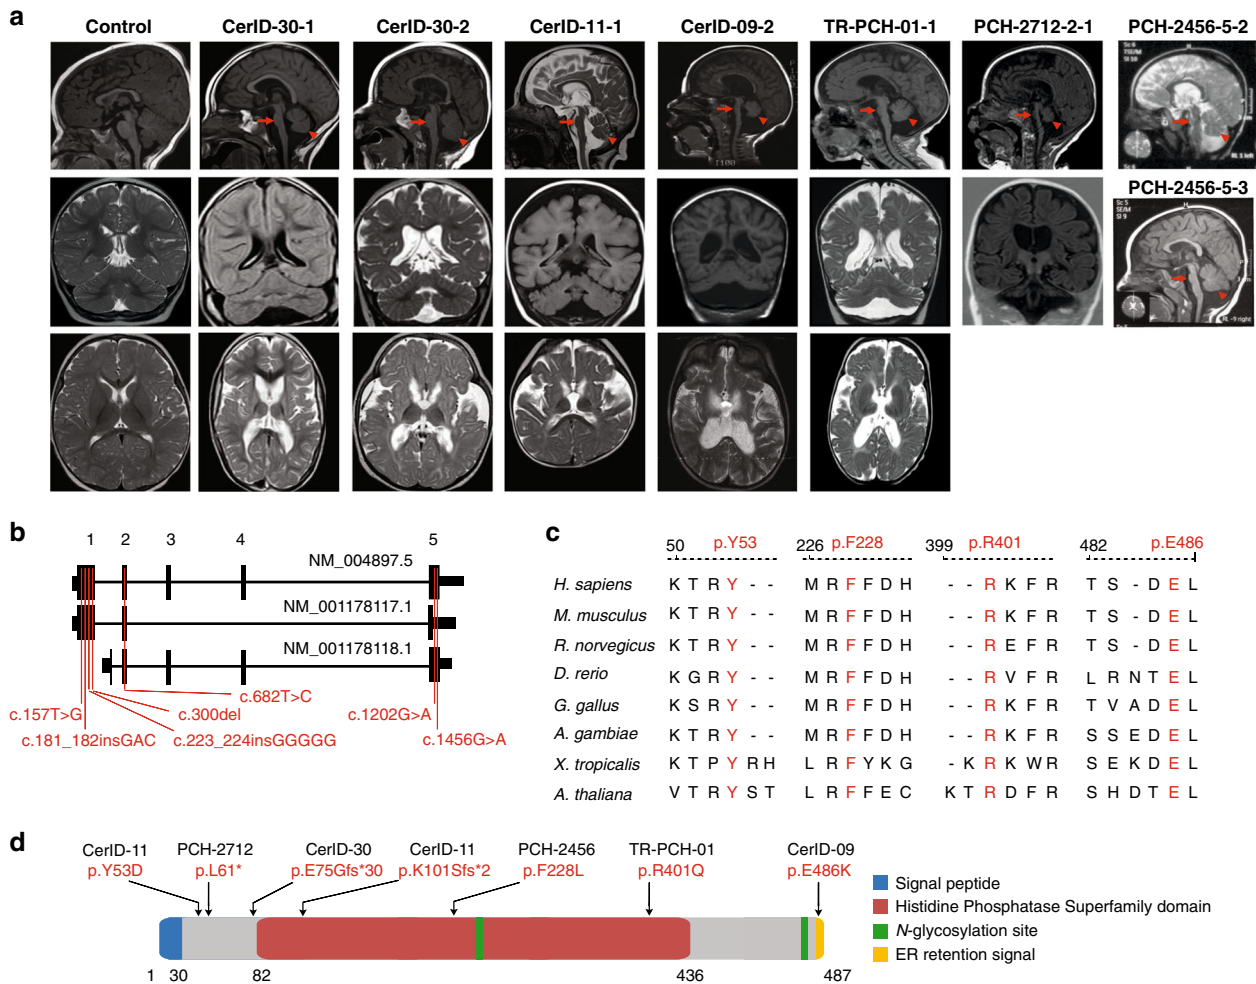 a
Control CerID-30-1 CerID-30-2 CerID-11-1 CerID-09-2 TR-PCH-01-1 PCH-2712-2-1 PCH-2456-5-2
PCH-2456-5-3
b
1 2 3 4 5
NM_004897.5
NM_001178117.1
NM_001178118.1
c.682T>C
c.157T>G c.300del c.1202G>A
c.181_182insGAC c.223_224insGGGGG c.1456G>A
c
50 p.Y53 226 p.F228 399 p.R401 482 p.E486
H. sapiens K T R Y - - M R F F D H - - R K F R T S - D E L
M. musculus K T R Y - - M R F F D H - - R K F R T S - D E L
R. norvegicus K T R Y - - M R F F D H - - R E F R T S - D E L
D. rerio K G R Y - - M R F F D H - - R V F R L R N T E L
G. gallus K S R Y - - M R F F D H - - R K F R T V A D E L
A. gambiae K T R Y - - M R F F D H - - R K F R S S E D E L
X. tropicalis K T P Y R H L R F Y K G - K R K W R S E K D E L
A. thaliana V T R Y S T L R F F E C K T R D F R S H D T E L
d
CerID-11 PCH-2712 CerID-30 CerID-11 PCH-2456 TR-PCH-01 CerID-09
p.Y53D p.L61* p.E75Gfs*30 p.K101Sfs*2 p.F228L p.R401Q p.E486K
1 30 82 436 487
Signal peptide
Histidine Phosphatase Superfamily domain
N-glycosylation site
ER retention signal